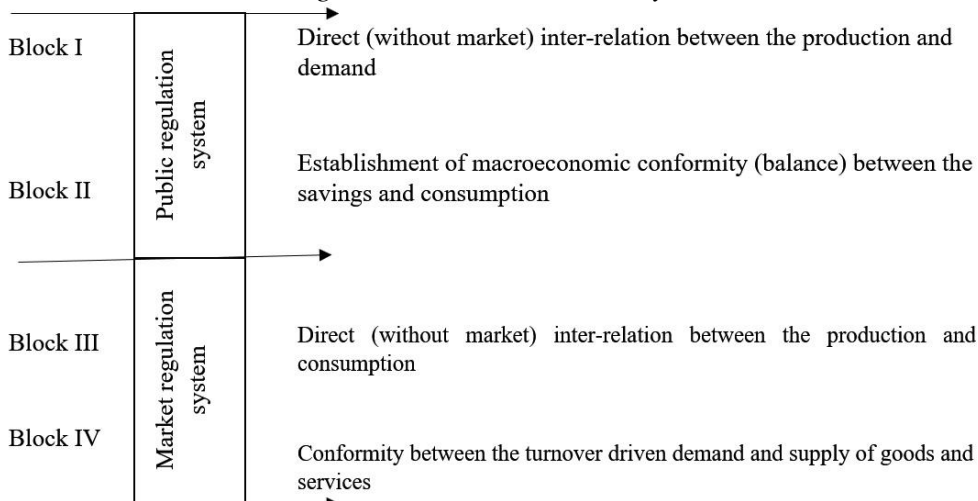 Block I
Direct (without market) inter-relation between the production and
demand
Public regulation
system
Block II
Establishment of macroeconomic conformity (balance) between the
savings and consumption
Block III
Direct (without market) inter-relation between the production and
consumption
Market regulation
system
Block IV
Conformity between the turnover driven demand and supply of goods and
services